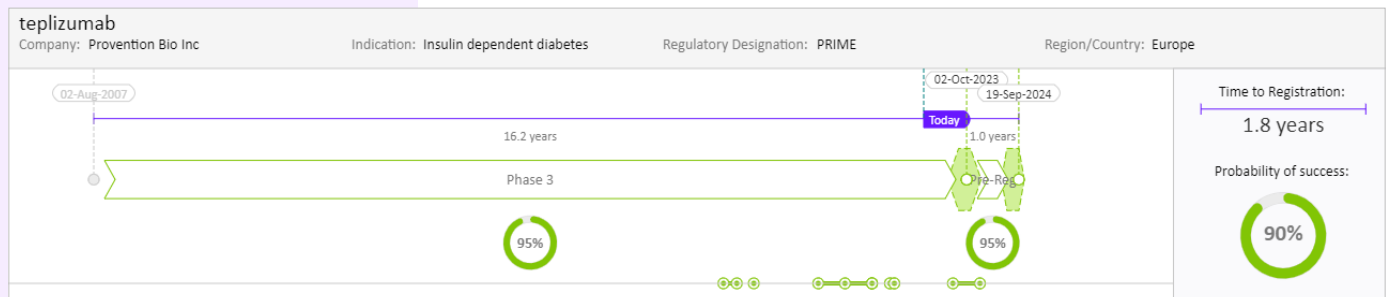 teplizumab
Company: Provention Bio Inc Indication: Insulin dependent diabetes Regulatory Designation: PRIME Region/Country: Europe
02-Aug-2007
02-Oct-2023
19-Sep-2024
Today
16.2 years
1.0 years
Phase 3
Pre-Reg
95%
95%
Time to Registration:
1.8 years
Probability of success:
90%